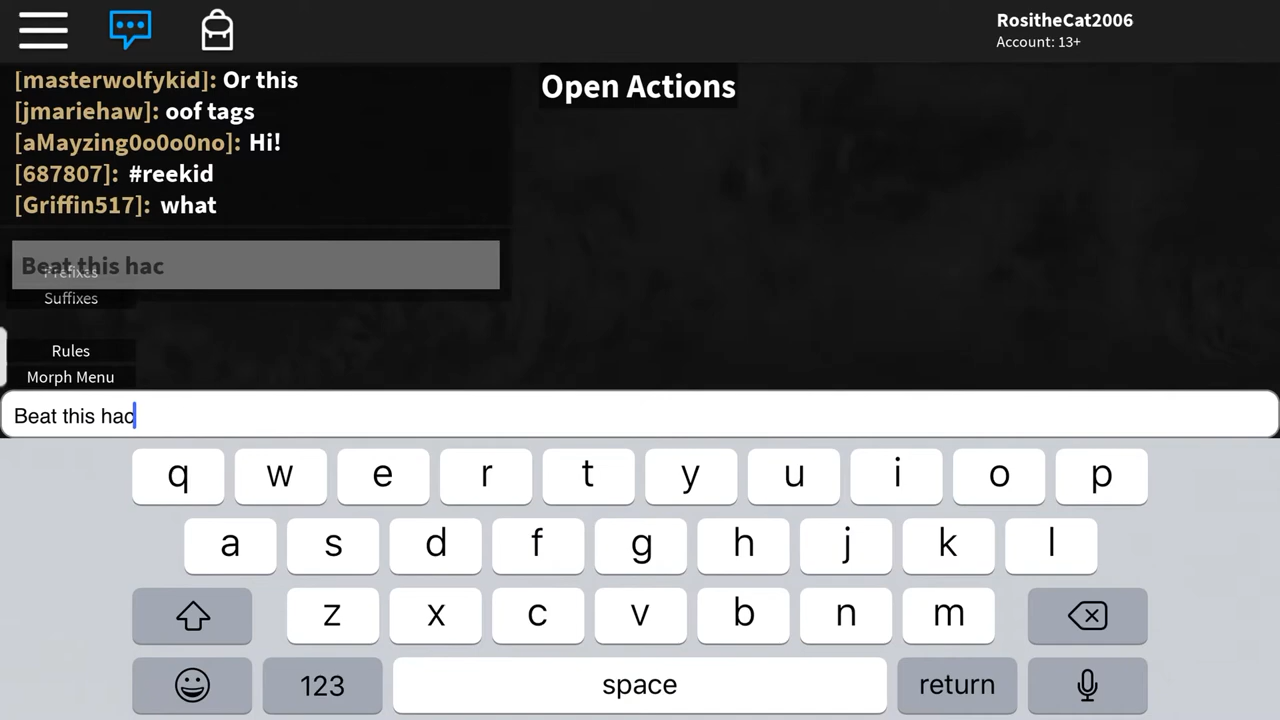 RositheCat2006
Account: 13+
[masterwolfykid]: Or this
[jmariehaw]: oof tags
[aMayzing0o0o0no]: Hi!
[687807]: #reekid
[Griffin517]: what
Open Actions
Beat this hac
Prefixes
Suffixes
Rules
Morph Menu
Beat this hac
q w e r t y u i o p
a s d f g h j k l
z x c v b n m
123 space return